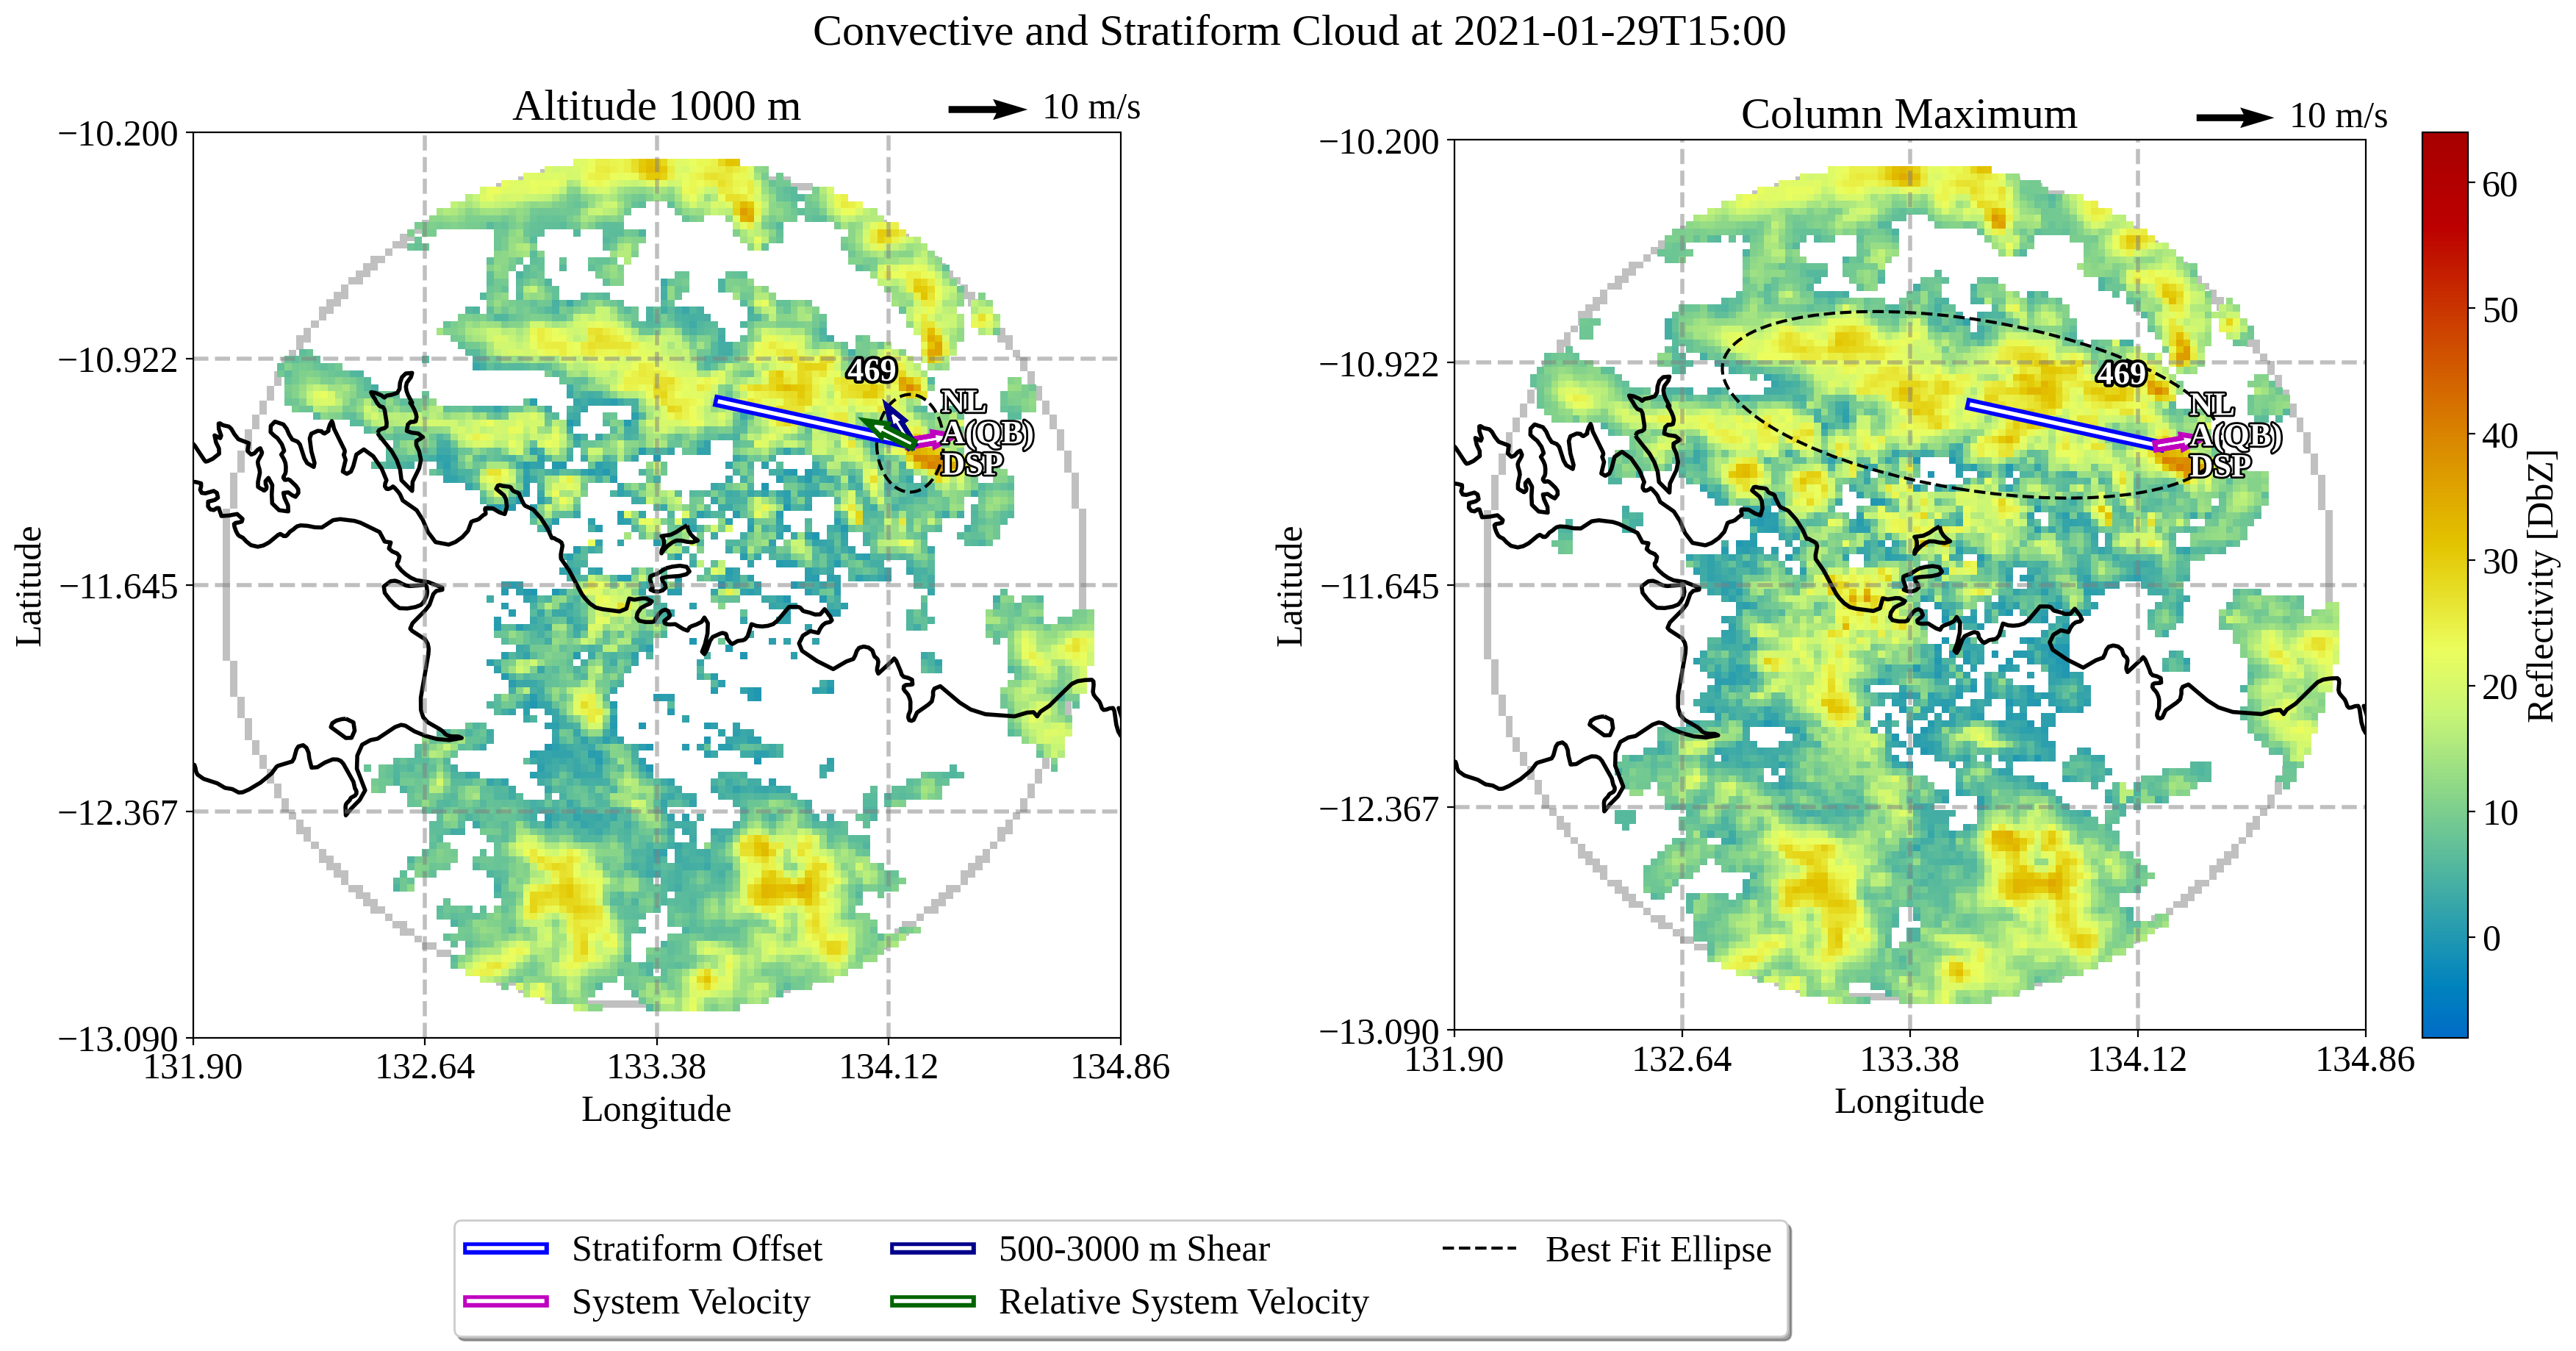 Convective and Stratiform Cloud at 2021-01-29T15:00
Altitude 1000 m
10 m/s
−10.200
−10.922
−11.645
−12.367
−13.090
131.90
132.64
133.38
134.12
134.86
Latitude
Longitude
469
NL
A(QB)
DSP
Column Maximum
10 m/s
−10.200
−10.922
−11.645
−12.367
−13.090
131.90
132.64
133.38
134.12
134.86
Latitude
Longitude
469
NL
A(QB)
DSP
60
50
40
30
20
10
0
Reflectivity [DbZ]
Stratiform Offset
System Velocity
500-3000 m Shear
Relative System Velocity
Best Fit Ellipse